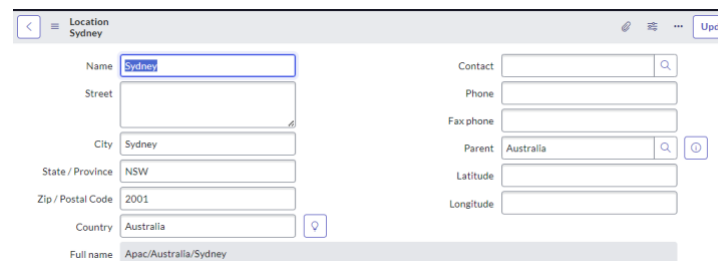 Location
Sydney
Upd
Name Sydney
Street
City Sydney
State / Province NSW
Zip / Postal Code 2001
Country Australia
Full name Apac/Australia/Sydney
Contact
Phone
Fax phone
Parent Australia
Latitude
Longitude